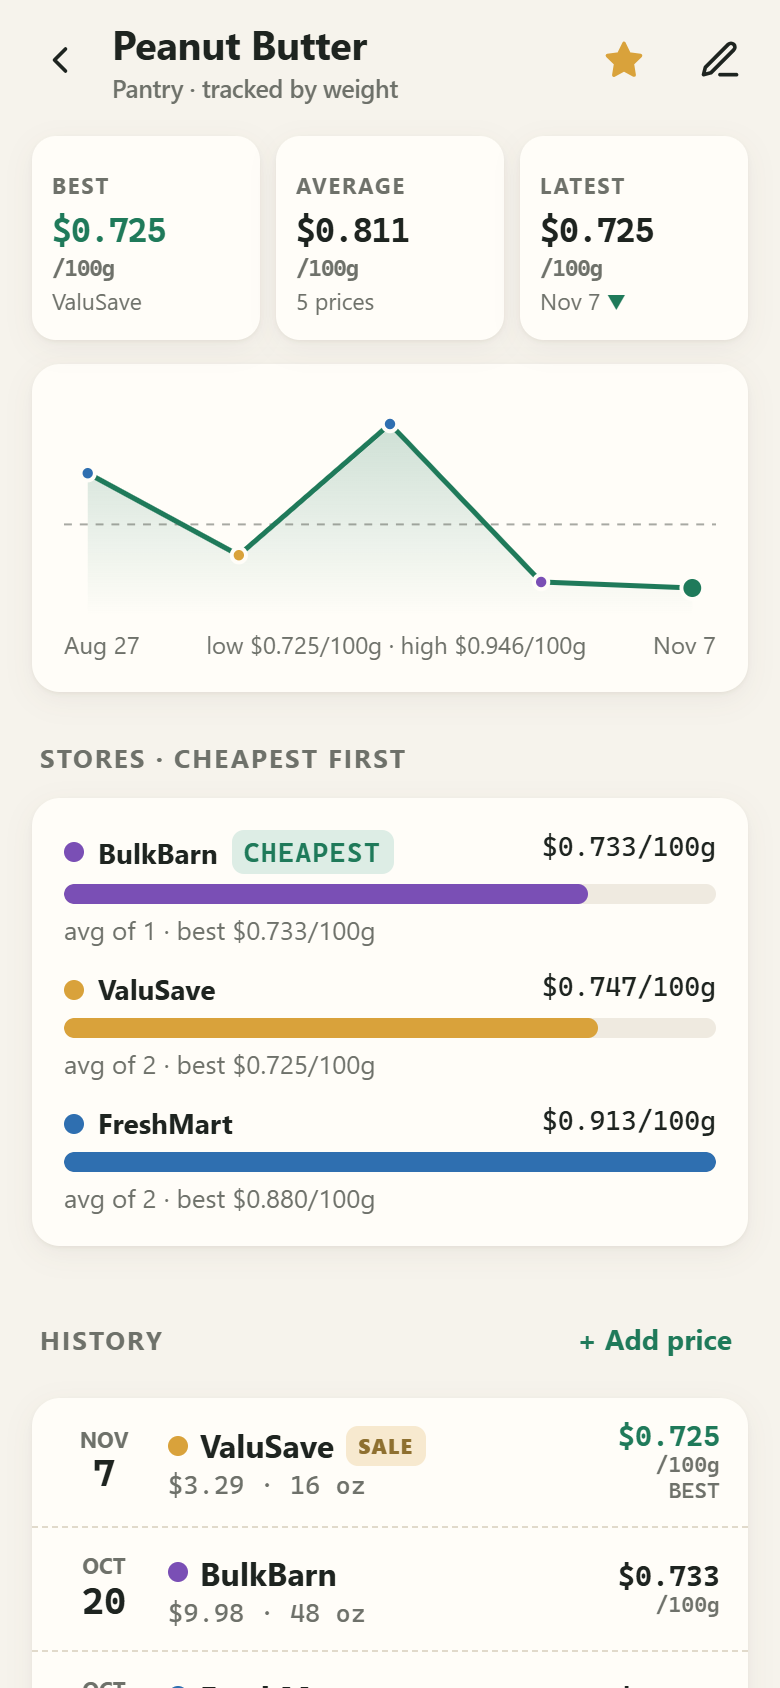 Peanut Butter
Pantry · tracked by weight
BEST
$0.725
/100g
ValuSave
AVERAGE
$0.811
/100g
5 prices
LATEST
$0.725
/100g
Nov 7 ▼
Aug 27 low $0.725/100g · high $0.946/100g Nov 7
STORES · CHEAPEST FIRST
BulkBarn CHEAPEST $0.733/100g
avg of 1 · best $0.733/100g
ValuSave $0.747/100g
avg of 2 · best $0.725/100g
FreshMart $0.913/100g
avg of 2 · best $0.880/100g
HISTORY + Add price
NOV
7
ValuSave SALE
$3.29 · 16 oz
$0.725
/100g
BEST
OCT
20
BulkBarn
$9.98 · 48 oz
$0.733
/100g